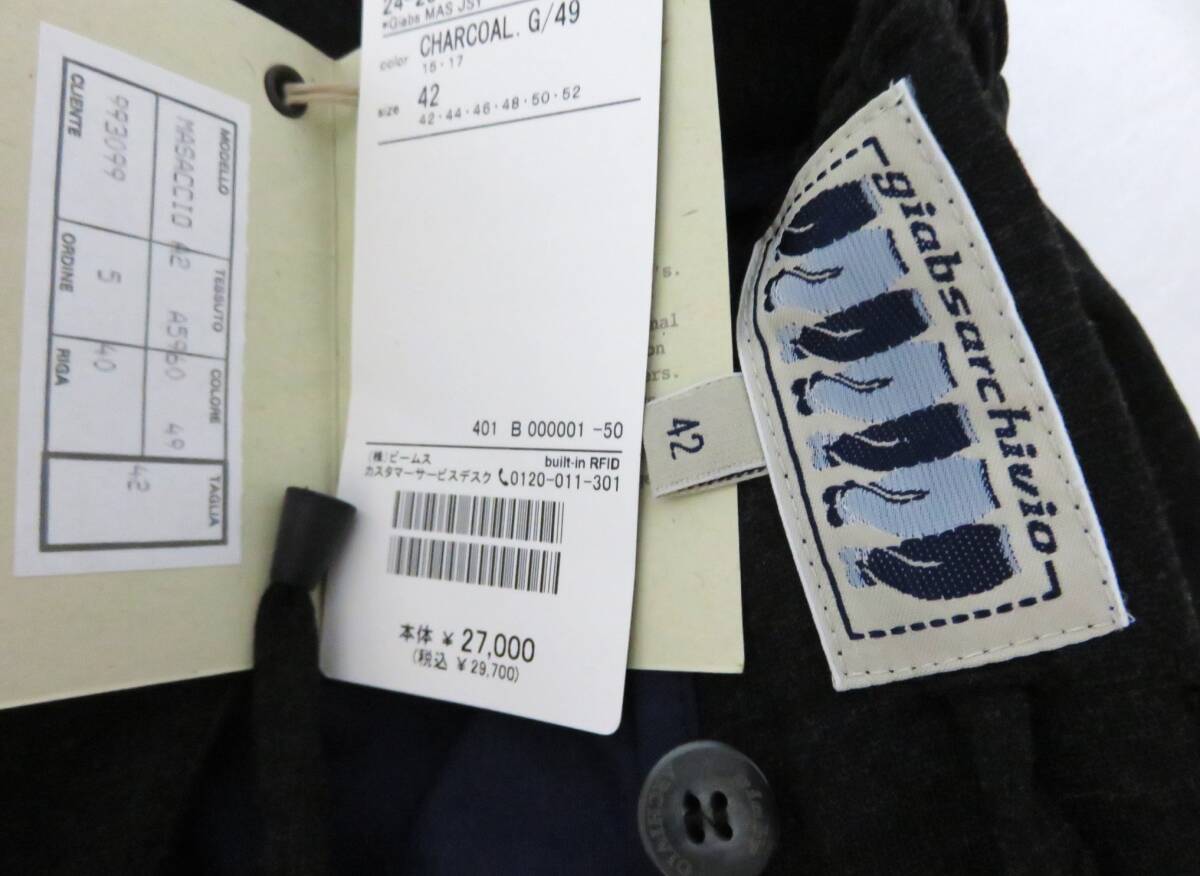 MODELLO TESSUTO COLORE TAGLIA
MASACCIO 42 A5960 49 42
993099 5 40
CLIENTE ORDINE RIGA
*Giabs MAS JSY
color CHARCOAL. G/49
15・17
size 42
42・44・46・48・50・52
401 B 000001 -50
(株)ビームス built-in RFID
カスタマーサービスデスク 0120-011-301
本体 ¥ 27,000
(税込 ¥29,700)
42
giabsarchivio